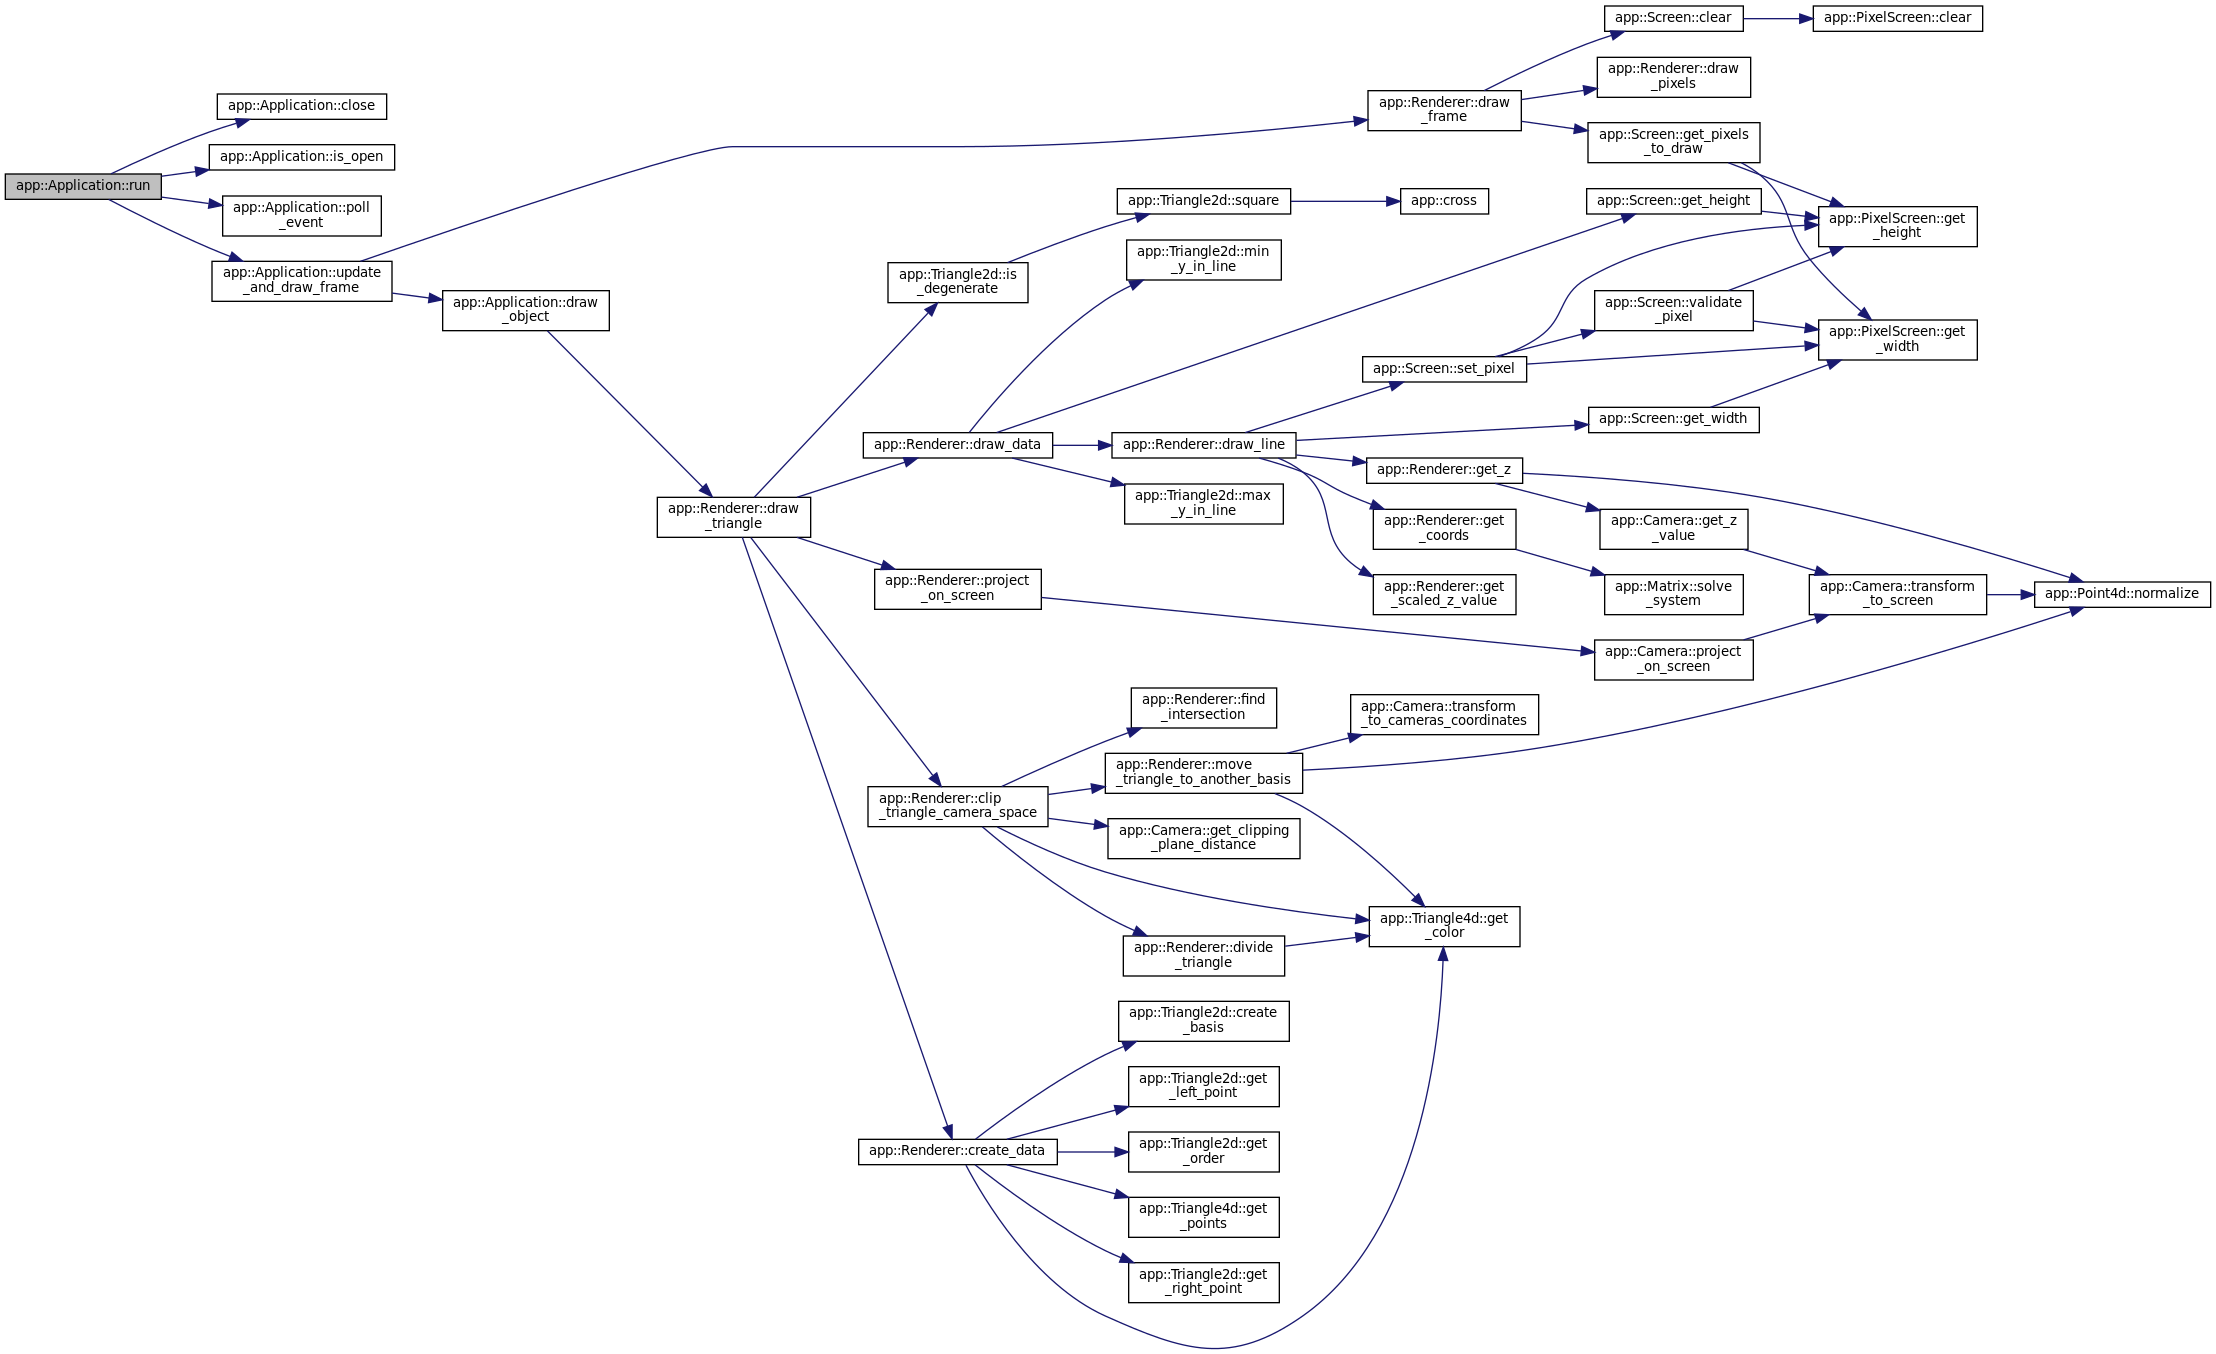 app::Application::run
app::Application::close
app::Application::is_open
app::Application::poll
_event
app::Application::update
_and_draw_frame
app::Application::draw
_object
app::Renderer::draw
_triangle
app::Triangle2d::is
_degenerate
app::Renderer::draw_data
app::Renderer::project
_on_screen
app::Renderer::clip
_triangle_camera_space
app::Renderer::create_data
app::Triangle2d::square
app::Triangle2d::min
_y_in_line
app::Renderer::draw_line
app::Triangle2d::max
_y_in_line
app::Renderer::find
_intersection
app::Renderer::move
_triangle_to_another_basis
app::Camera::get_clipping
_plane_distance
app::Renderer::divide
_triangle
app::Triangle2d::create
_basis
app::Triangle2d::get
_left_point
app::Triangle2d::get
_order
app::Triangle4d::get
_points
app::Triangle2d::get
_right_point
app::Renderer::draw
_frame
app::cross
app::Screen::set_pixel
app::Renderer::get_z
app::Renderer::get
_coords
app::Renderer::get
_scaled_z_value
app::Camera::transform
_to_cameras_coordinates
app::Triangle4d::get
_color
app::Screen::clear
app::Renderer::draw
_pixels
app::Screen::get_pixels
_to_draw
app::Screen::get_height
app::Screen::validate
_pixel
app::Screen::get_width
app::Camera::get_z
_value
app::Matrix::solve
_system
app::Camera::project
_on_screen
app::PixelScreen::clear
app::PixelScreen::get
_height
app::PixelScreen::get
_width
app::Camera::transform
_to_screen
app::Point4d::normalize